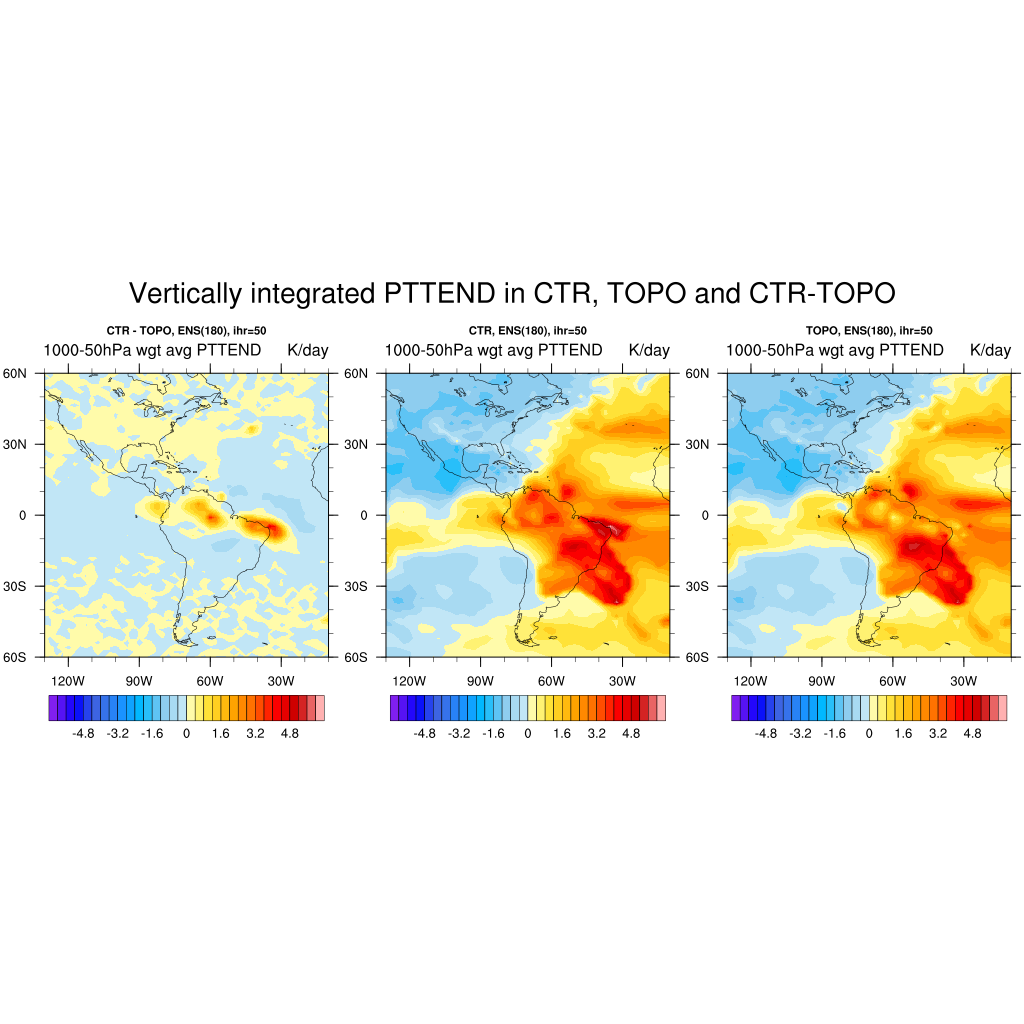 Vertically integrated PTTEND in CTR, TOPO and CTR-TOPO
CTR - TOPO, ENS(180), ihr=50
1000-50hPa wgt avg PTTEND K/day
60N
30N
0
30S
60S
120W 90W 60W 30W
-4.8 -3.2 -1.6 0 1.6 3.2 4.8
CTR, ENS(180), ihr=50
1000-50hPa wgt avg PTTEND K/day
60N
30N
0
30S
60S
120W 90W 60W 30W
-4.8 -3.2 -1.6 0 1.6 3.2 4.8
TOPO, ENS(180), ihr=50
1000-50hPa wgt avg PTTEND K/day
60N
30N
0
30S
60S
120W 90W 60W 30W
-4.8 -3.2 -1.6 0 1.6 3.2 4.8